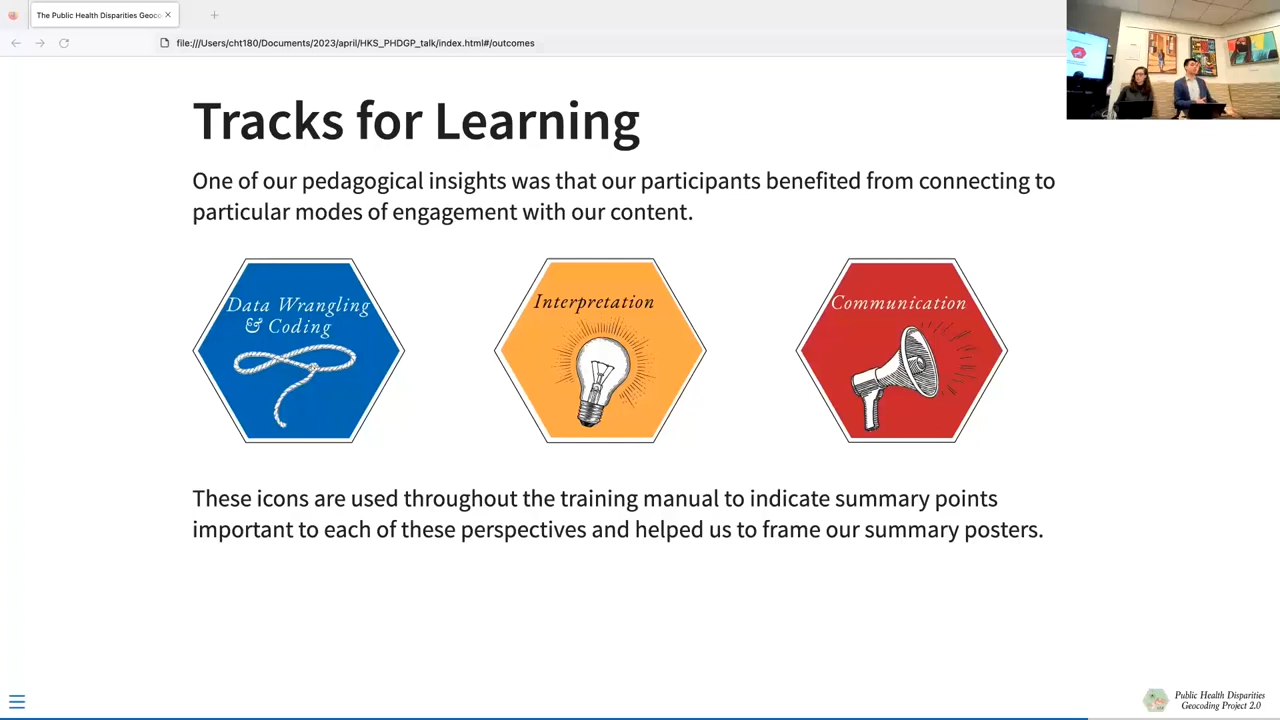 The Public Health Disparities Geoco
file:///Users/cht180/Documents/2023/april/HKS_PHDGP_talk/index.html#/outcomes
Tracks for Learning
One of our pedagogical insights was that our participants benefited from connecting to
particular modes of engagement with our content.
Data Wrangling
& Coding
Interpretation
Communication
These icons are used throughout the training manual to indicate summary points
important to each of these perspectives and helped us to frame our summary posters.
Public Health Disparities
Geocoding Project 2.0